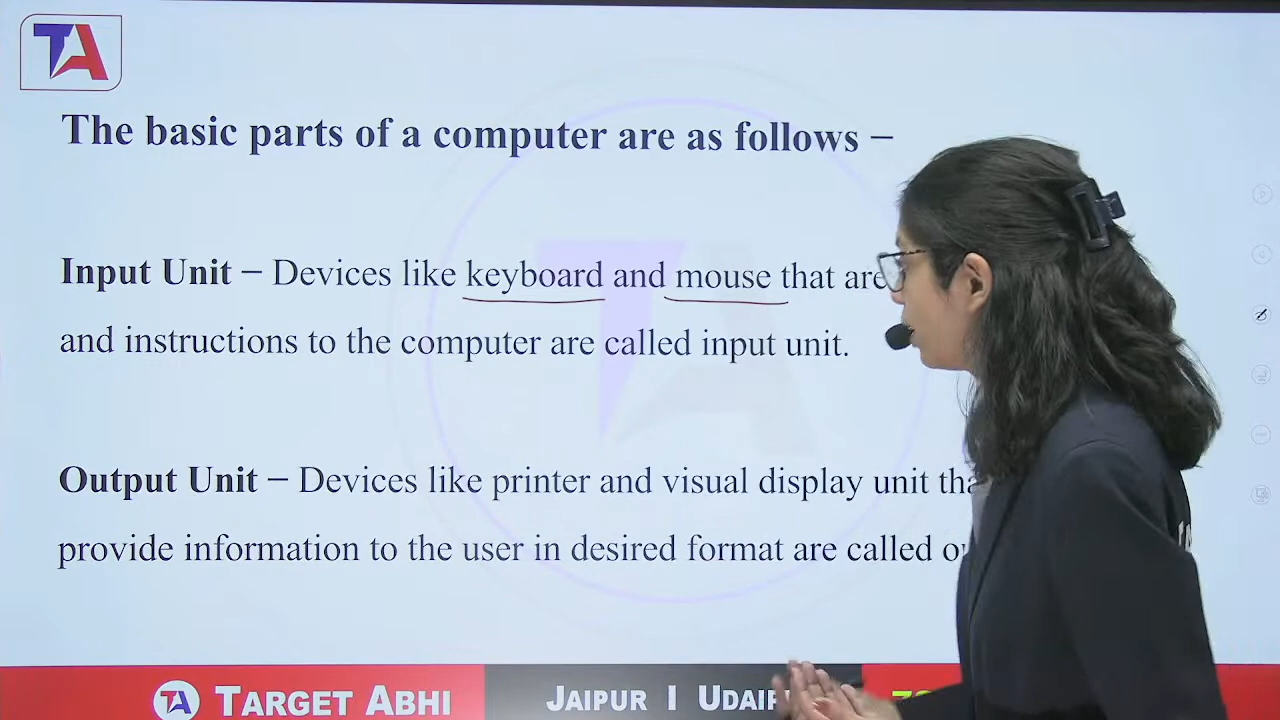 TA
The basic parts of a computer are as follows –
Input Unit – Devices like keyboard and mouse that are
and instructions to the computer are called input unit.
Output Unit – Devices like printer and visual display unit
provide information to the user in desired format are called
TA TARGET ABHI JAIPUR I